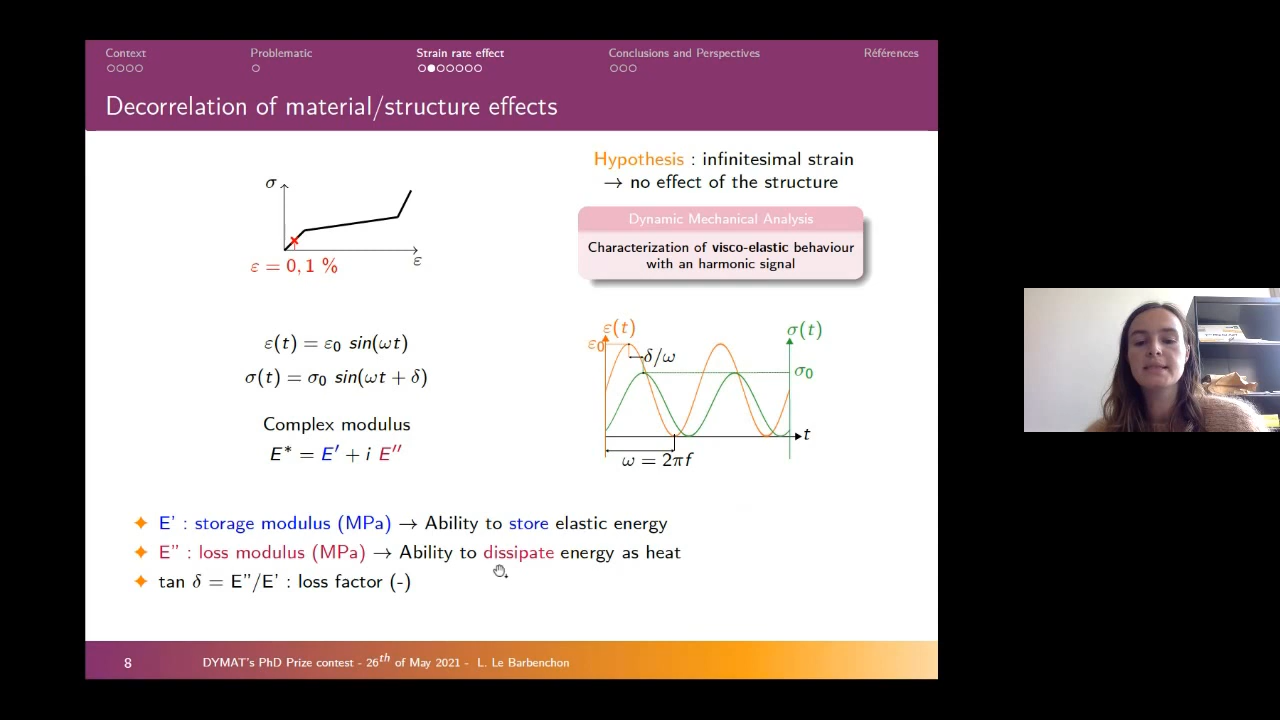 Context Problematic Strain rate effect Conclusions and Perspectives Références
Decorrelation of material/structure effects
Hypothesis : infinitesimal strain
→ no effect of the structure
σ
ε
ε = 0, 1 %
Dynamic Mechanical Analysis
Characterization of visco-elastic behaviour
with an harmonic signal
ε(t) = ε₀ sin(ωt)
σ(t) = σ₀ sin(ωt + δ)
Complex modulus
E* = E′ + i E″
ε(t) σ(t)
ε₀ δ/ω
σ₀
t
ω = 2πf
✦ E' : storage modulus (MPa) → Ability to store elastic energy
✦ E" : loss modulus (MPa) → Ability to dissipate energy as heat
✦ tan δ = E"/E' : loss factor (-)
8 DYMAT's PhD Prize contest - 26th of May 2021 - L. Le Barbenchon